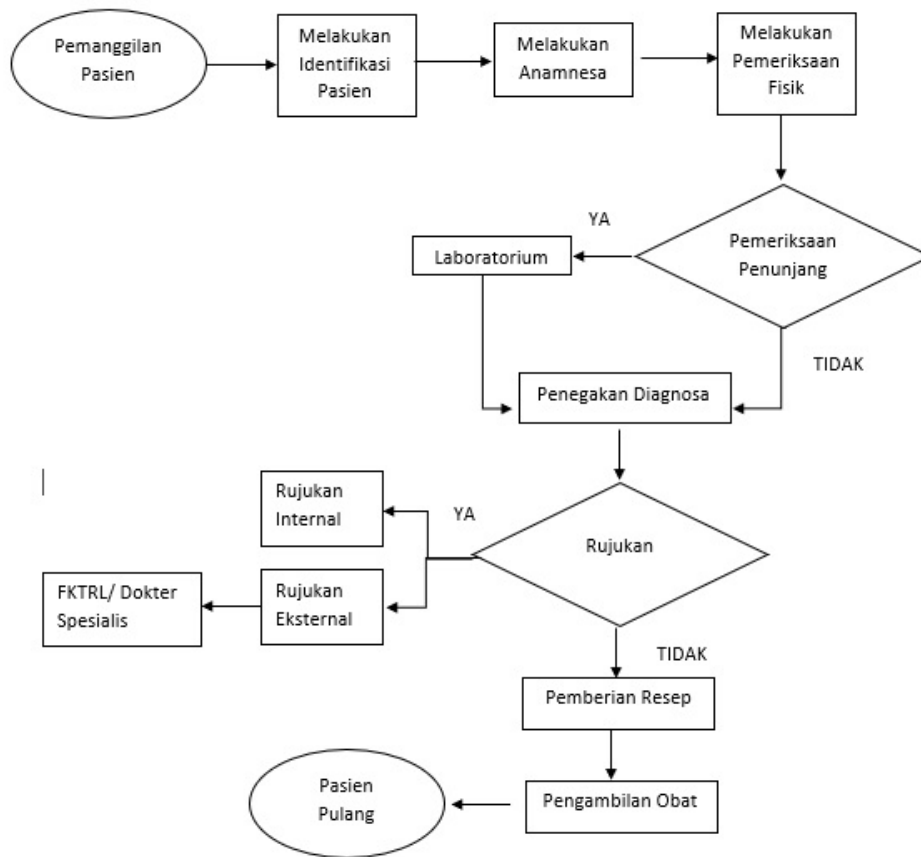 Pemanggilan
Pasien
Melakukan
Identifikasi
Pasien
Melakukan
Anamnesa
Melakukan
Pemeriksaan
Fisik
YA
Pemeriksaan
Penunjang
Laboratorium
TIDAK
Penegakan Diagnosa
Rujukan
Internal
YA
Rujukan
FKTRL/ Dokter
Spesialis
Rujukan
Eksternal
TIDAK
Pemberian Resep
Pasien
Pulang
Pengambilan Obat